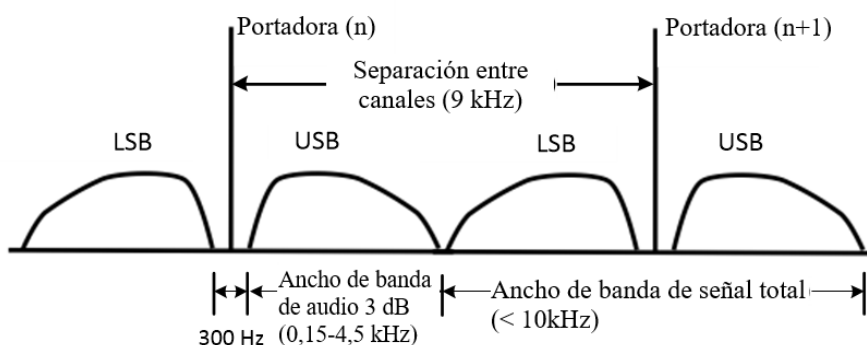 Portadora (n)
Portadora (n+1)
Separación entre
canales (9 kHz)
LSB
USB
LSB
USB
300 Hz
Ancho de banda
de audio 3 dB
(0,15-4,5 kHz)
Ancho de banda de señal total
(< 10kHz)